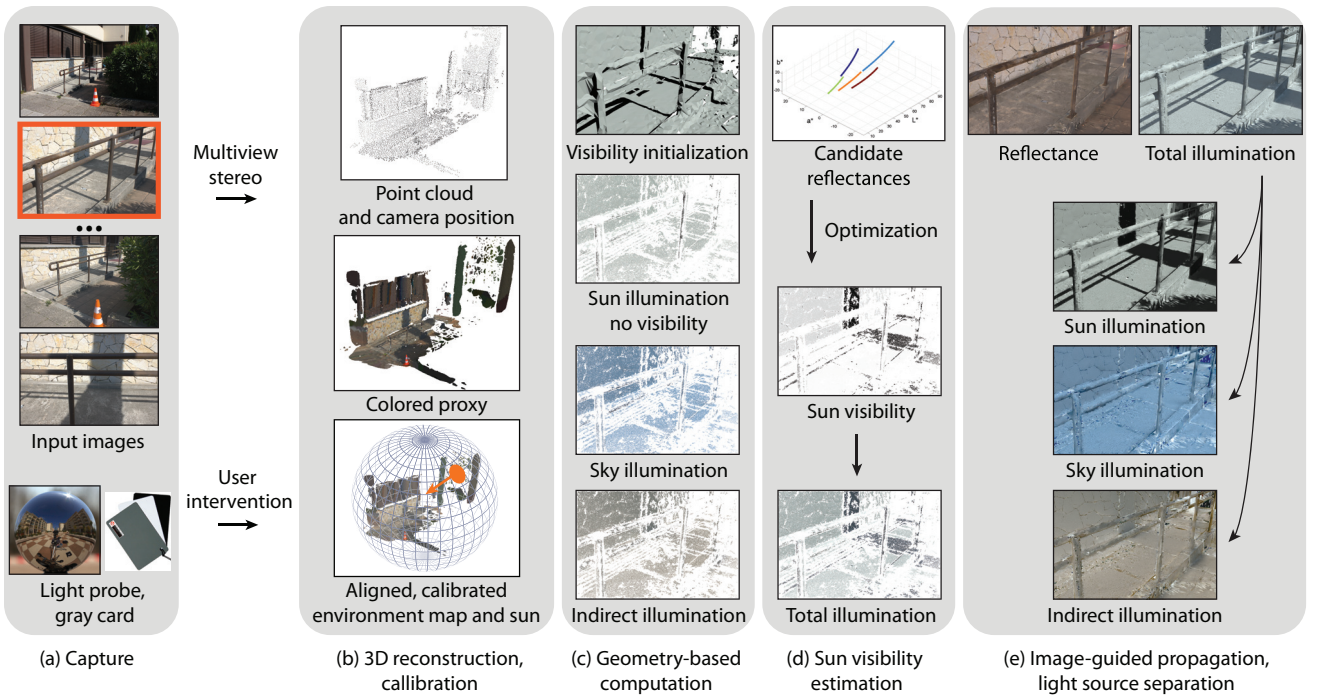 Input images
Light probe,
gray card
(a) Capture
Multiview
stereo
User
intervention
Point cloud
and camera position
Colored proxy
Aligned, calibrated
environment map and sun
(b) 3D reconstruction,
callibration
Visibility initialization
Sun illumination
no visibility
Sky illumination
Indirect illumination
(c) Geometry-based
computation
b*
a*
L*
Candidate
reflectances
Optimization
Sun visibility
Total illumination
(d) Sun visibility
estimation
Reflectance
Total illumination
Sun illumination
Sky illumination
Indirect illumination
(e) Image-guided propagation,
light source separation